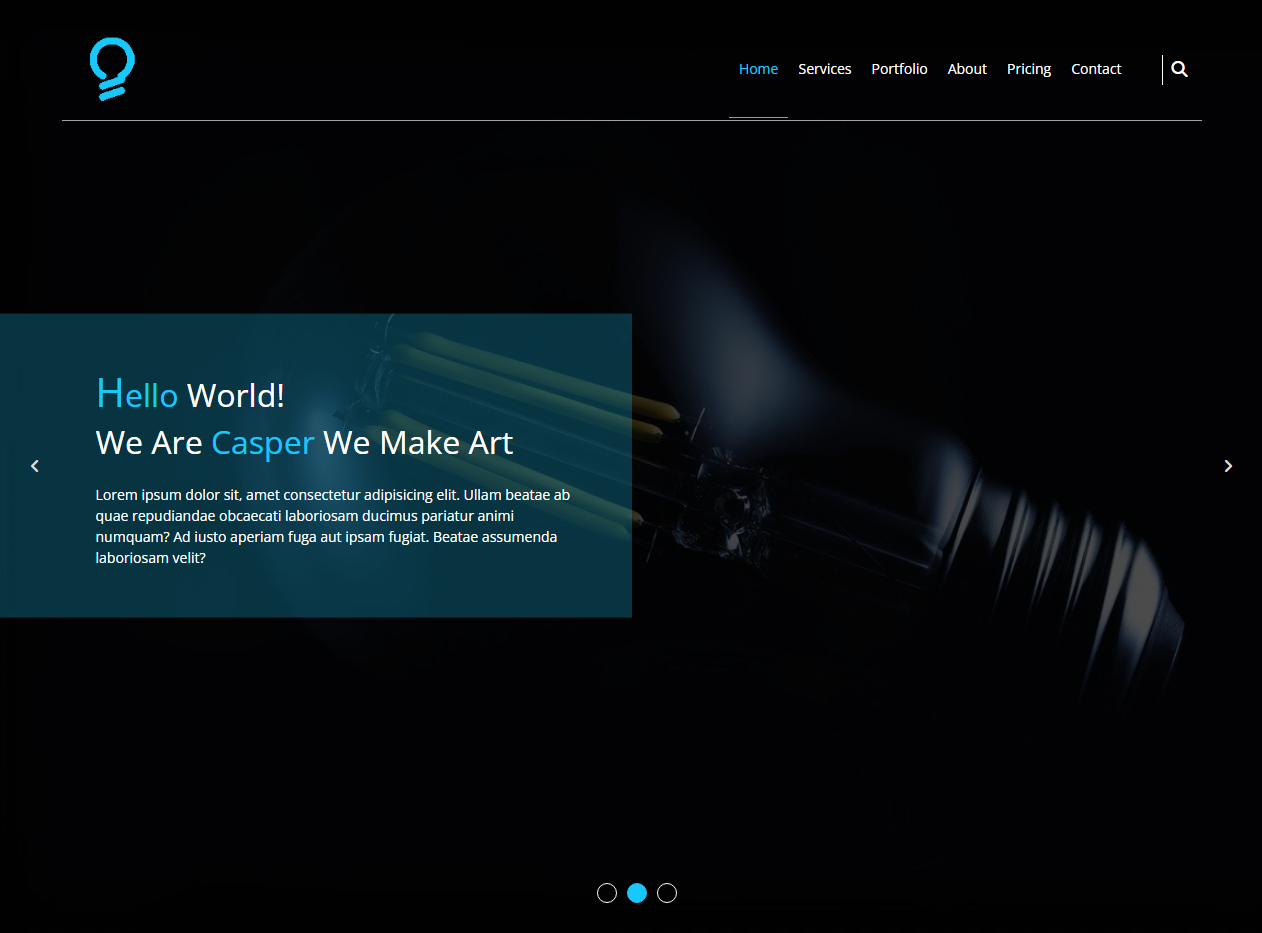 Home Services Portfolio About Pricing Contact
Hello World!
We Are Casper We Make Art
Lorem ipsum dolor sit, amet consectetur adipisicing elit. Ullam beatae ab
quae repudiandae obcaecati laboriosam ducimus pariatur animi
numquam? Ad iusto aperiam fuga aut ipsam fugiat. Beatae assumenda
laboriosam velit?